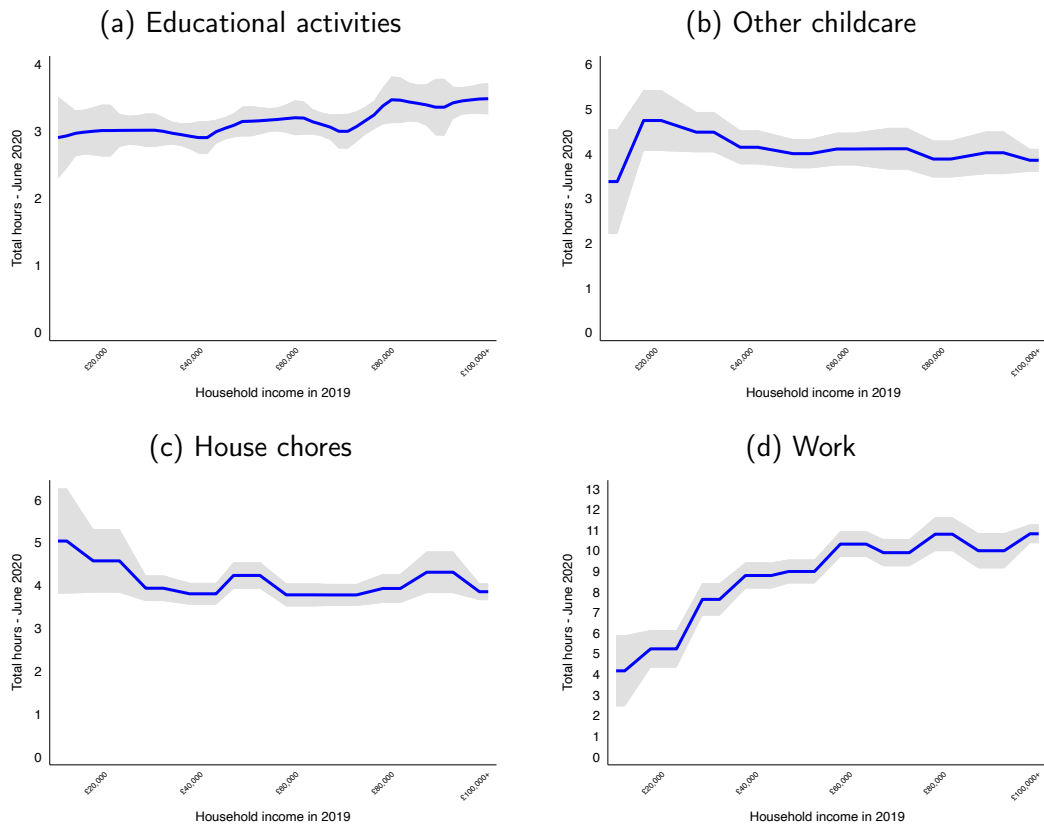 (a) Educational activities
Total hours - June 2020
4
3
2
1
0
£20,000 £40,000 £60,000 £80,000 £100,000+
Household income in 2019
(b) Other childcare
Total hours - June 2020
6
5
4
3
2
1
0
£20,000 £40,000 £60,000 £80,000 £100,000+
Household income in 2019
(c) House chores
Total hours - June 2020
6
5
4
3
2
1
0
£20,000 £40,000 £60,000 £80,000 £100,000+
Household income in 2019
(d) Work
Total hours - June 2020
13
12
11
10
9
8
7
6
5
4
3
2
1
0
£20,000 £40,000 £60,000 £80,000 £100,000+
Household income in 2019